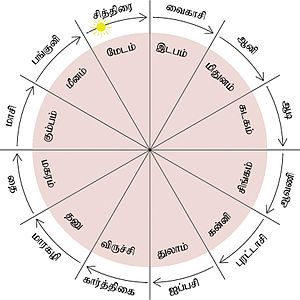 சித்திரை
வைகாசி
ஆனி
ஆடி
ஆவணி
புரட்டாசி
ஐப்பசி
கார்த்திகை
மார்கழி
தை
மாசி
பங்குனி
மேடம்
இடபம்
மிதுனம்
கடகம்
சிங்கம்
கன்னி
துலாம்
விருச்சி
தனு
மகரம்
கும்பம்
மீனம்